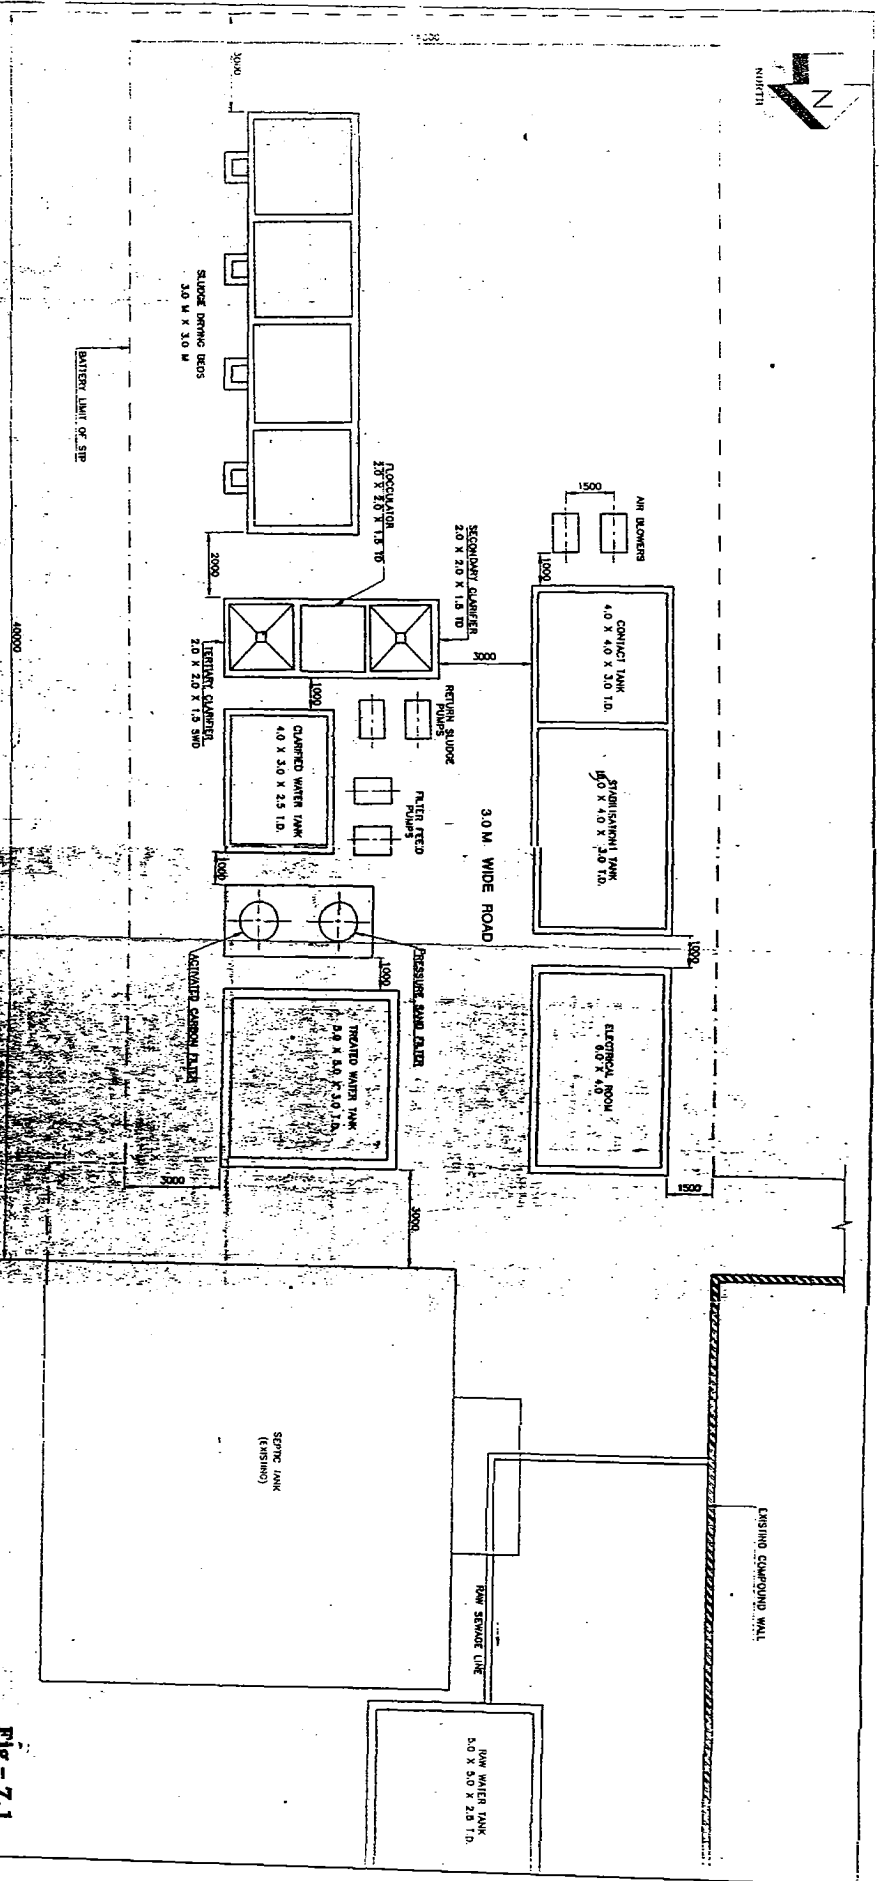 N
NORTH
3000
SLUDGE DRYING BEDS
3.0 M X 3.0 M
BATTERY LIMIT OF STP
AIR BLOWERS
1500
1000
2000
FLOCCULATOR
2.0 X 2.0 X 1.5 TD
SECONDARY CLARIFIER
2.0 X 2.0 X 1.5 TD
CONTACT TANK
4.0 X 4.0 X 3.0 T.D.
3000
40000
TERTIARY CLARIFIER
2.0 X 2.0 X 1.5 SWD
1000
RETURN SLUDGE
PUMPS
CLARIFIED WATER TANK
4.0 X 3.0 X 2.5 T.D.
FILTER FEED
PUMPS
STABILISATION TANK
X 4.0 X 3.0 T.D.
3.0 M WIDE ROAD
1000
1000
1000
ACTIVATED CARBON FILTER
PRESSURE SAND FILTER
TREATED WATER TANK
5.0 X 5.0 X 3.0 T.D.
ELECTRICAL ROOM
6.0 X 4.0
3000
3000
1500
SEPTIC TANK
(EXISTING)
EXISTING COMPOUND WALL
RAW SEWAGE LINE
RAW WATER TANK
5.0 X 5.0 X 2.5 T.D.
Fig - 7.1